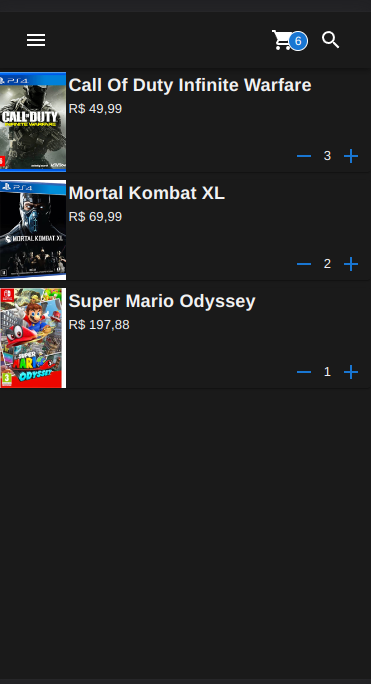 6
Call Of Duty Infinite Warfare
R$ 49,99
3
PS4
CALL·DUTY
INFINITE WARFARE
Mortal Kombat XL
R$ 69,99
2
PS4
MORTAL KOMBAT XL
Super Mario Odyssey
R$ 197,88
1
SUPER
MARIO
ODYSSEY